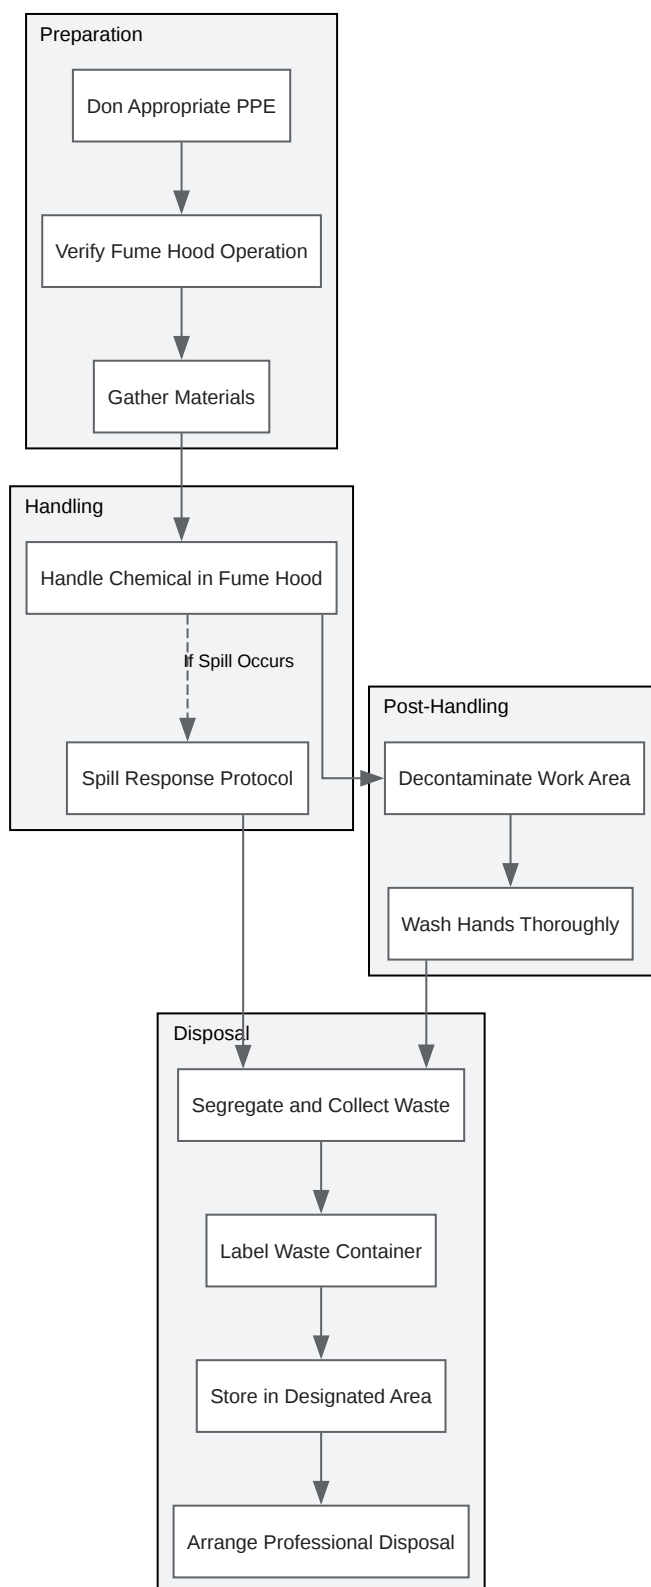 Preparation
Don Appropriate PPE
Verify Fume Hood Operation
Gather Materials
Handling
Handle Chemical in Fume Hood
If Spill Occurs
Spill Response Protocol
Post-Handling
Decontaminate Work Area
Wash Hands Thoroughly
Disposal
Segregate and Collect Waste
Label Waste Container
Store in Designated Area
Arrange Professional Disposal